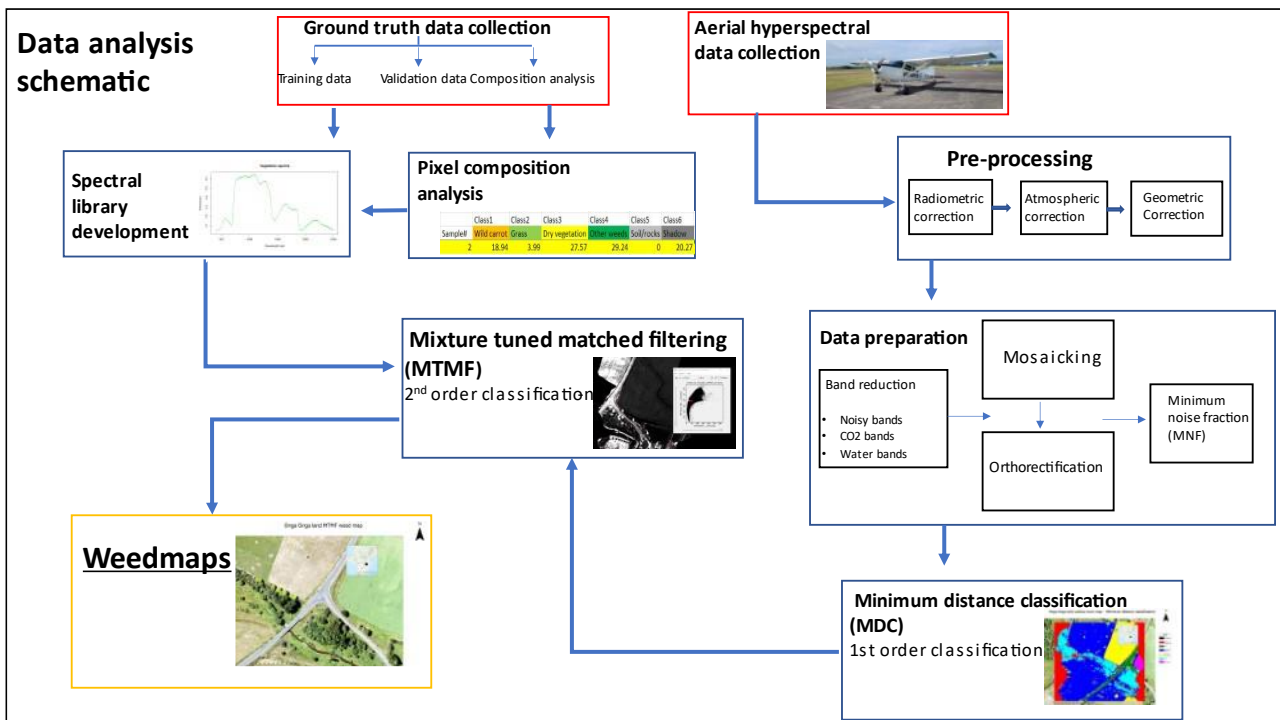 Data analysis
schematic
Ground truth data collection
Training data
Validation data
Composition analysis
Aerial hyperspectral
data collection
Spectral
library
development
Pixel composition
analysis
Class1 Class2 Class3 Class4 Class5 Class6
Sample# Wild carrot Grass Dry vegetation Other weeds Soil/rocks Shadow
2 18.94 3.99 27.57 29.24 0 20.27
Pre-processing
Radiometric
correction
Atmospheric
correction
Geometric
Correction
Mixture tuned matched filtering
(MTMF)
2nd order classification
Data preparation
Band reduction
• Noisy bands
• CO2 bands
• Water bands
Mosaicking
Orthorectification
Minimum
noise fraction
(MNF)
Weedmaps
N
Minimum distance classification
(MDC)
1st order classification